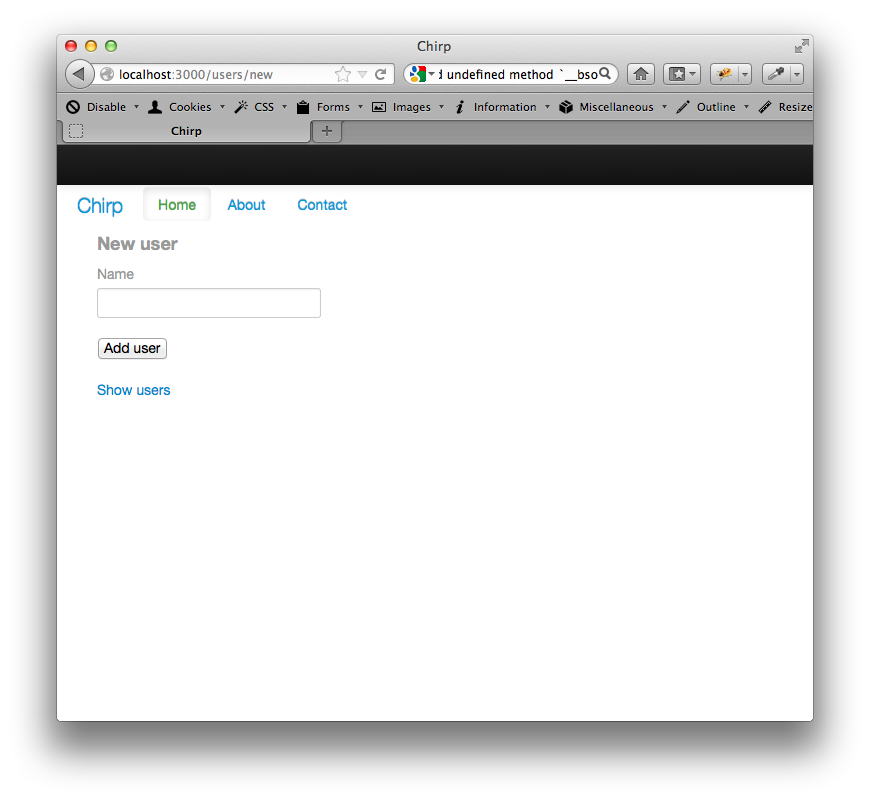 Chirp
localhost:3000/users/new
undefined method `__bso
Disable Cookies CSS Forms Images Information Miscellaneous Outline Resize
Chirp
Chirp Home About Contact
New user
Name
Add user
Show users